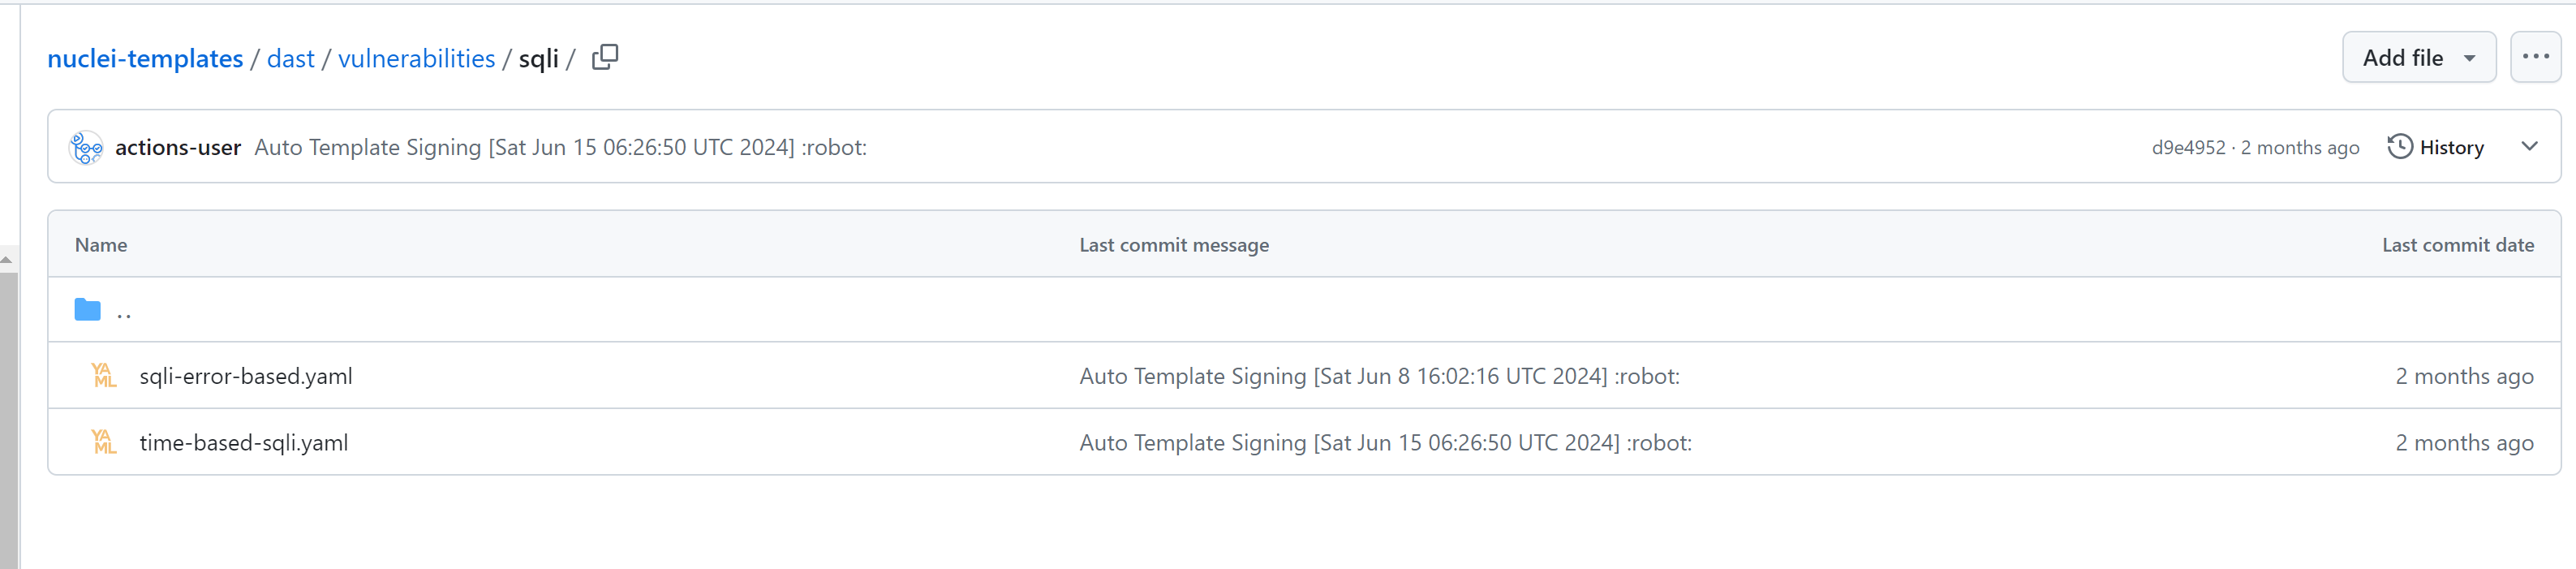 nuclei-templates / dast / vulnerabilities / sqli /
Add file
actions-user Auto Template Signing [Sat Jun 15 06:26:50 UTC 2024] :robot:
d9e4952 · 2 months ago
History
Name Last commit message Last commit date
..
YAML sqli-error-based.yaml Auto Template Signing [Sat Jun 8 16:02:16 UTC 2024] :robot: 2 months ago
YAML time-based-sqli.yaml Auto Template Signing [Sat Jun 15 06:26:50 UTC 2024] :robot: 2 months ago